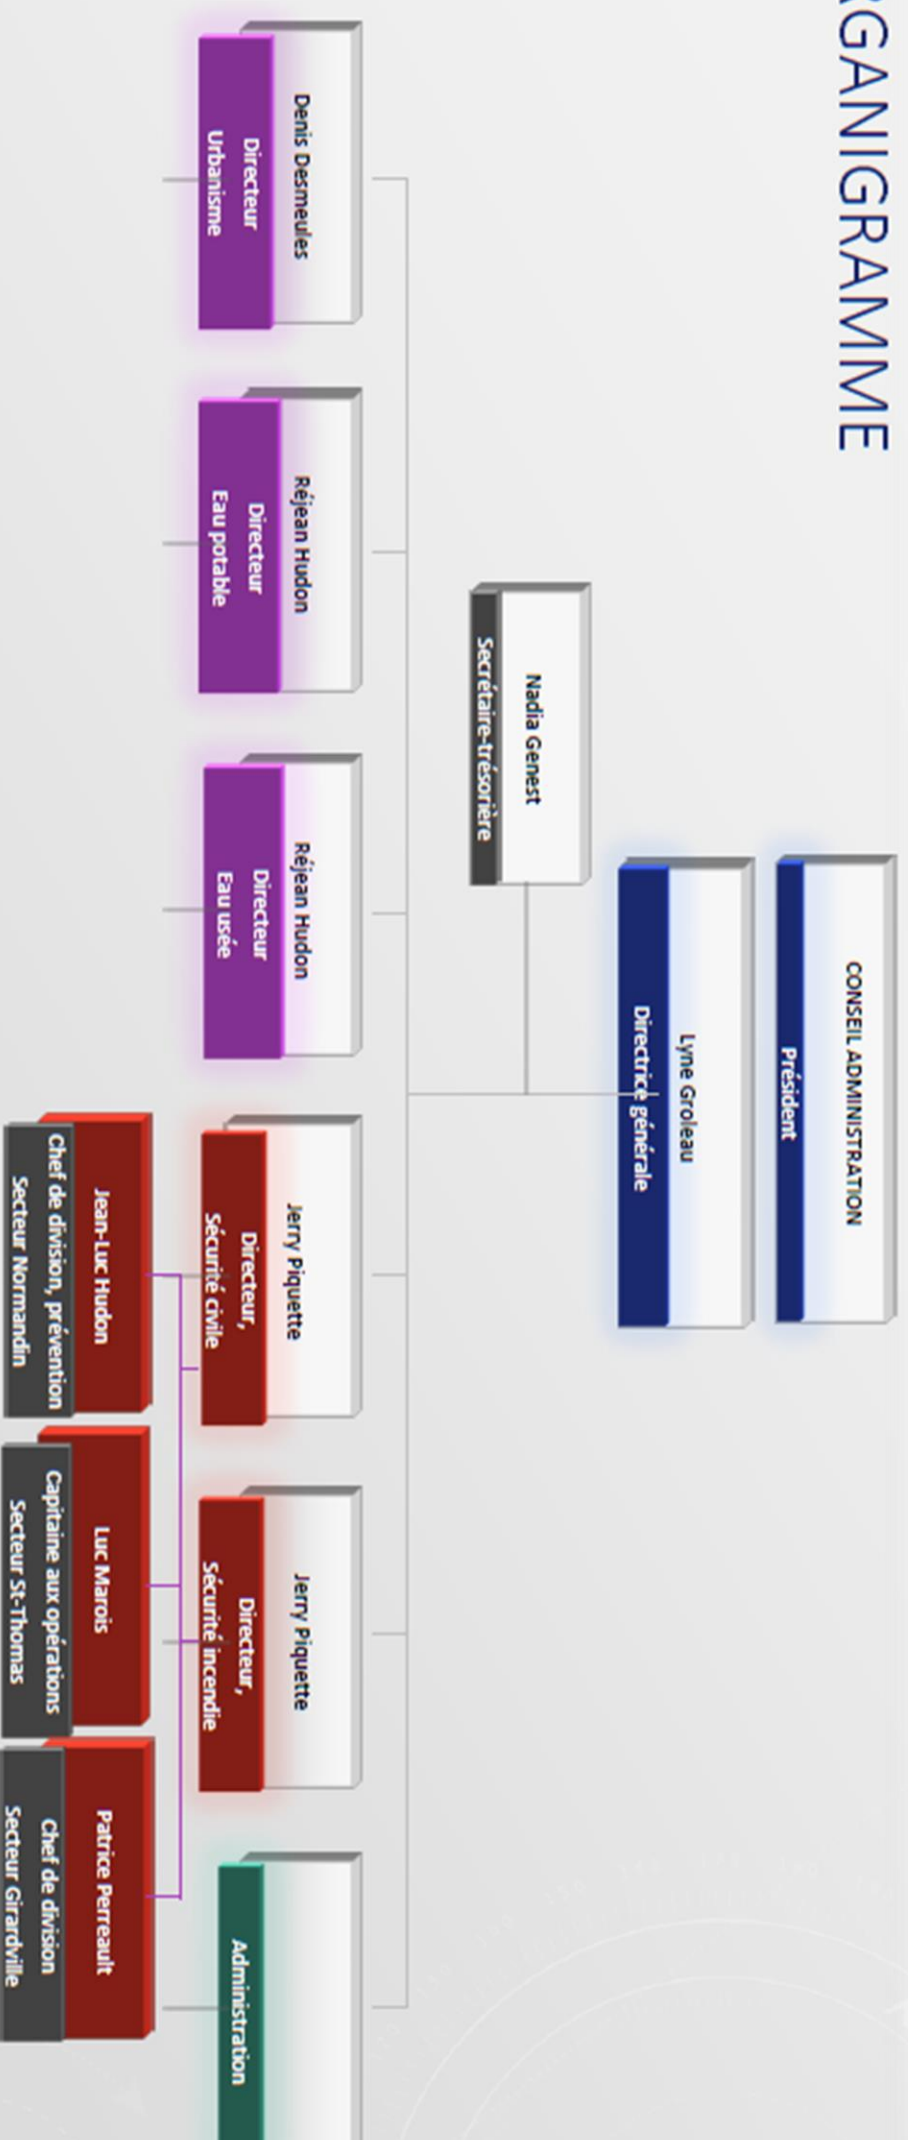 RGANIGRAMME
CONSEIL ADMINISTRATION
Président
Lyne Groleau
Directrice générale
Nadia Genest
Secrétaire-trésorière
Denis Desmeules
Directeur
Urbanisme
Réjean Hudon
Directeur
Eau potable
Réjean Hudon
Directeur
Eau usée
Jerry Piquette
Directeur,
Sécurité civile
Jerry Piquette
Directeur,
Sécurité incendie
Administration
Jean-Luc Hudon
Chef de division, prévention
Secteur Normandin
Luc Marois
Capitaine aux opérations
Secteur St-Thomas
Patrice Perreault
Chef de division
Secteur Girardville